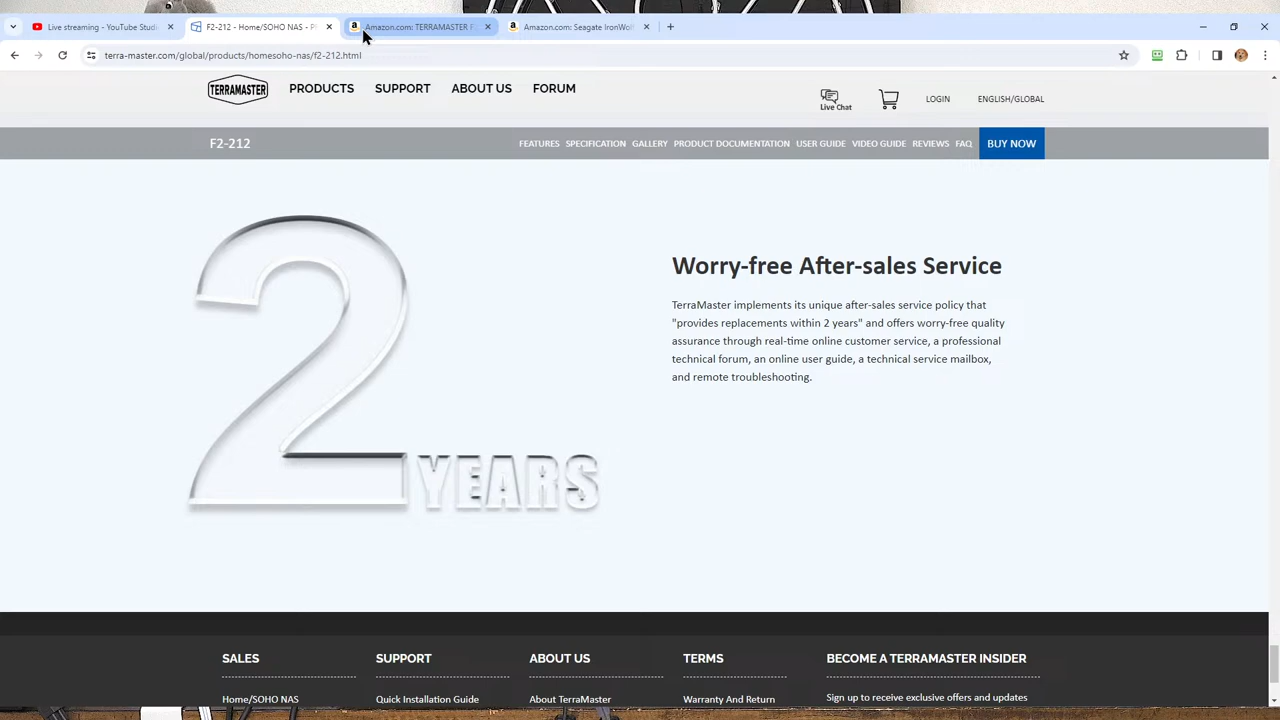 Live streaming - YouTube Studi
F2-212 - Home/SOHO NAS - P
Amazon.com: TERRAMASTER F
Amazon.com: Seagate IronWolf
terra-master.com/global/products/homesoho-nas/f2-212.html
TERRAMASTER
PRODUCTS
SUPPORT
ABOUT US
FORUM
Live Chat
LOGIN
ENGLISH/GLOBAL
F2-212
FEATURES
SPECIFICATION
GALLERY
PRODUCT DOCUMENTATION
USER GUIDE
VIDEO GUIDE
REVIEWS
FAQ
BUY NOW
2 YEARS
Worry-free After-sales Service
TerraMaster implements its unique after-sales service policy that
"provides replacements within 2 years" and offers worry-free quality
assurance through real-time online customer service, a professional
technical forum, an online user guide, a technical service mailbox,
and remote troubleshooting.
SALES
SUPPORT
ABOUT US
TERMS
BECOME A TERRAMASTER INSIDER
Home/SOHO NAS
Quick Installation Guide
About TerraMaster
Warranty And Return
Sign up to receive exclusive offers and updates